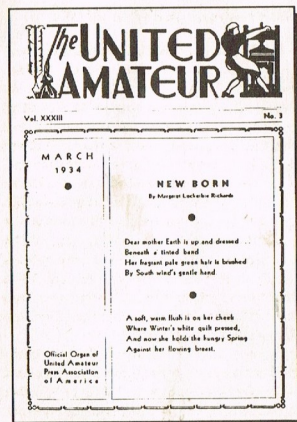 The UNITED
AMATEUR
Vol. XXXIII No. 3
MARCH
1934
NEW BORN
By Margaret Lockerbie Richards
Dear mother Earth is up and dressed ..
Beneath a tinted band
Her fragrant pale green hair is brushed
By South wind's gentle hand.
A soft, warm flush is on her cheek
Where Winter's white quilt pressed,
And now she holds the hungry Spring
Against her flowing breast.
Official Organ of
United Amateur
Press Association
of America